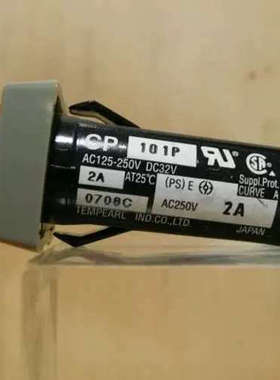 CP 101P
AC125-250V DC32V
Suppl. Prot.
CURVE A
2A AT25℃ (PS) E
0708C AC250V 2A
TEMPEARL IND.CO.,LTD. JAPAN